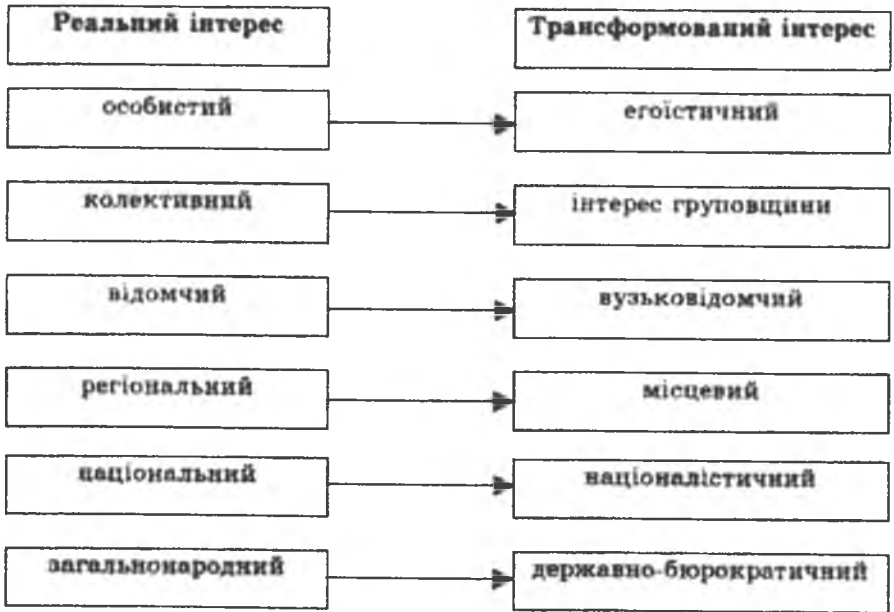 Реальний інтерес
Трансформований інтерес
особистий
егоїстичний
колективний
інтерес груповщини
відомчий
вузьковідомчий
регіональний
місцевий
національний
націоналістичний
загальнонародний
державно-бюрократичний